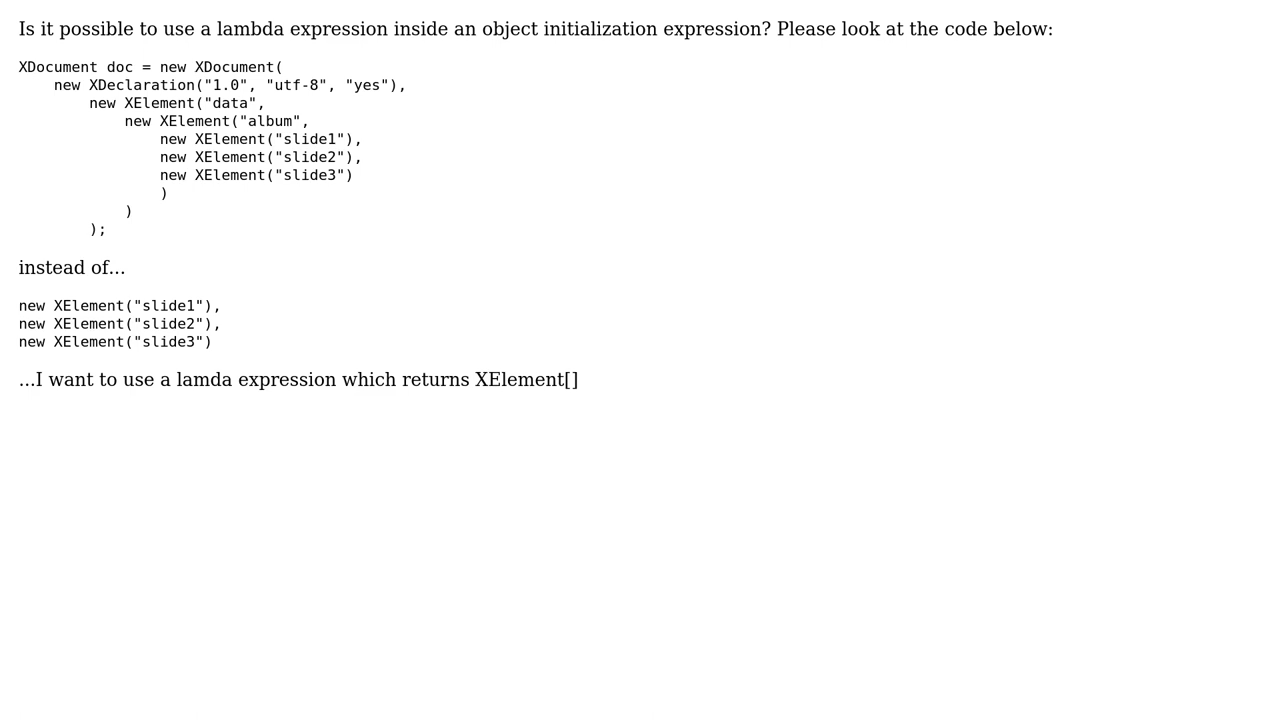 Is it possible to use a lambda expression inside an object initialization expression? Please look at the code below:
XDocument doc = new XDocument(
    new XDeclaration("1.0", "utf-8", "yes"),
        new XElement("data",
            new XElement("album",
                new XElement("slide1"),
                new XElement("slide2"),
                new XElement("slide3")
                )
            )
        );
instead of...
new XElement("slide1"),
new XElement("slide2"),
new XElement("slide3")
...I want to use a lamda expression which returns XElement[]